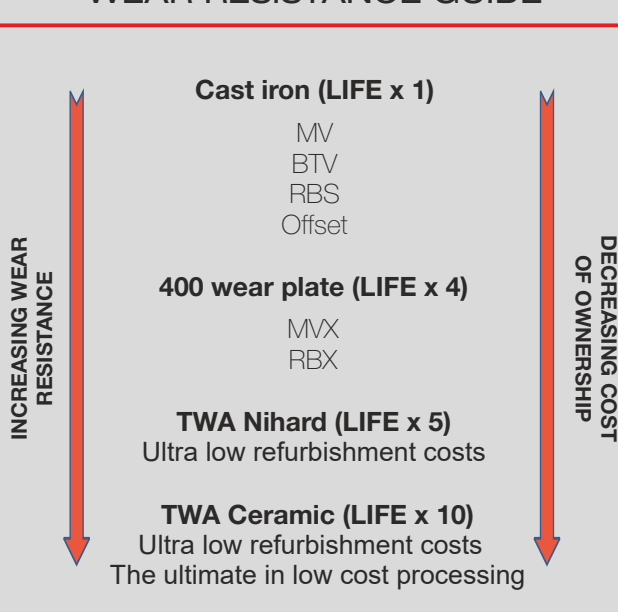 WEAR RESISTANCE GUIDE
Cast iron (LIFE x 1)
MV
BTV
RBS
Offset
INCREASING WEAR
RESISTANCE
DECREASING COST
OF OWNERSHIP
400 wear plate (LIFE x 4)
MVX
RBX
TWA Nihard (LIFE x 5)
Ultra low refurbishment costs
TWA Ceramic (LIFE x 10)
Ultra low refurbishment costs
The ultimate in low cost processing